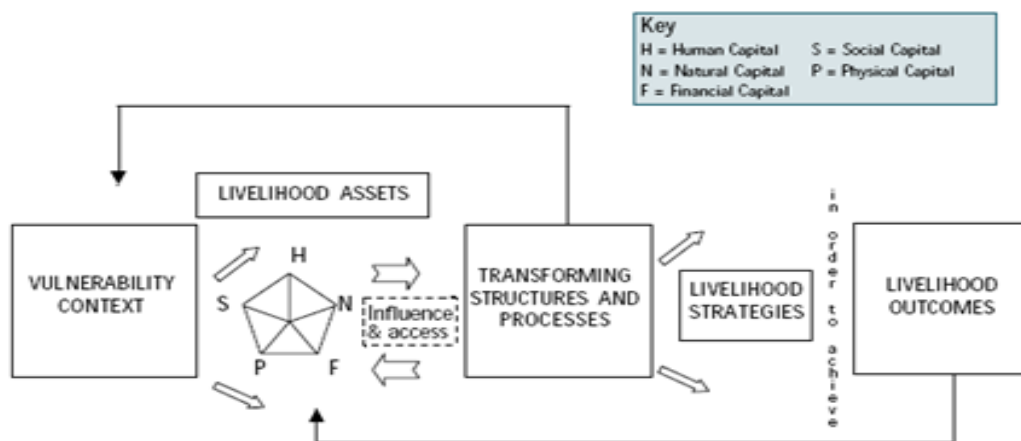 Key
H = Human Capital S = Social Capital
N = Natural Capital P = Physical Capital
F = Financial Capital
LIVELIHOOD ASSETS
VULNERABILITY
CONTEXT
H
S
N
P
F
Influence
& access
TRANSFORMING
STRUCTURES AND
PROCESSES
LIVELIHOOD
STRATEGIES
in order to achieve
LIVELIHOOD
OUTCOMES